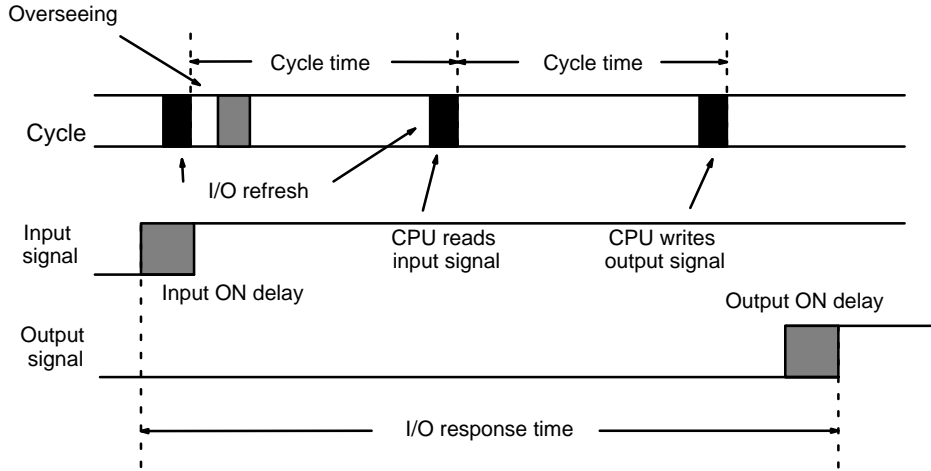 Overseeing
Cycle time
Cycle time
Cycle
I/O refresh
CPU reads
input signal
CPU writes
output signal
Input
signal
Input ON delay
Output ON delay
Output
signal
I/O response time